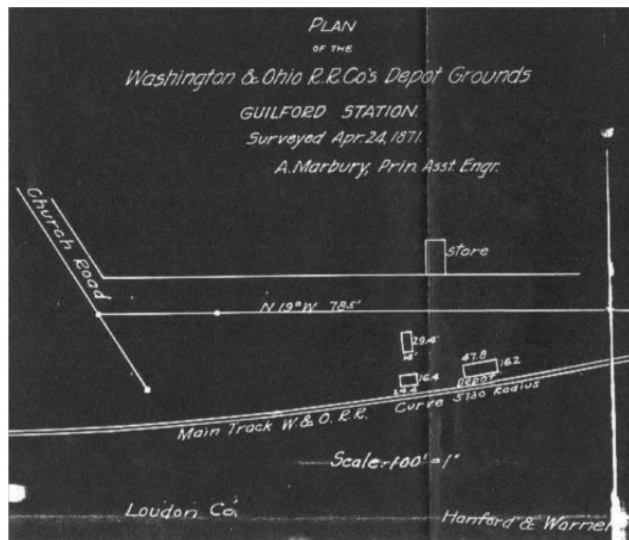 PLAN
OF THE
Washington & Ohio R.R.Co's Depot Grounds
GUILFORD STATION.
Surveyed Apr. 24, 1871.
A. Marbury, Prin. Asst. Engr.
Church Road
store
N 19° W 785'
29.4'
47.8
16.2
16.4
DEPOT
Main Track W. & O. R.R. Curve 5730 Radius
Scale: 100' = 1"
Loudon Co.
Hanford & Warner